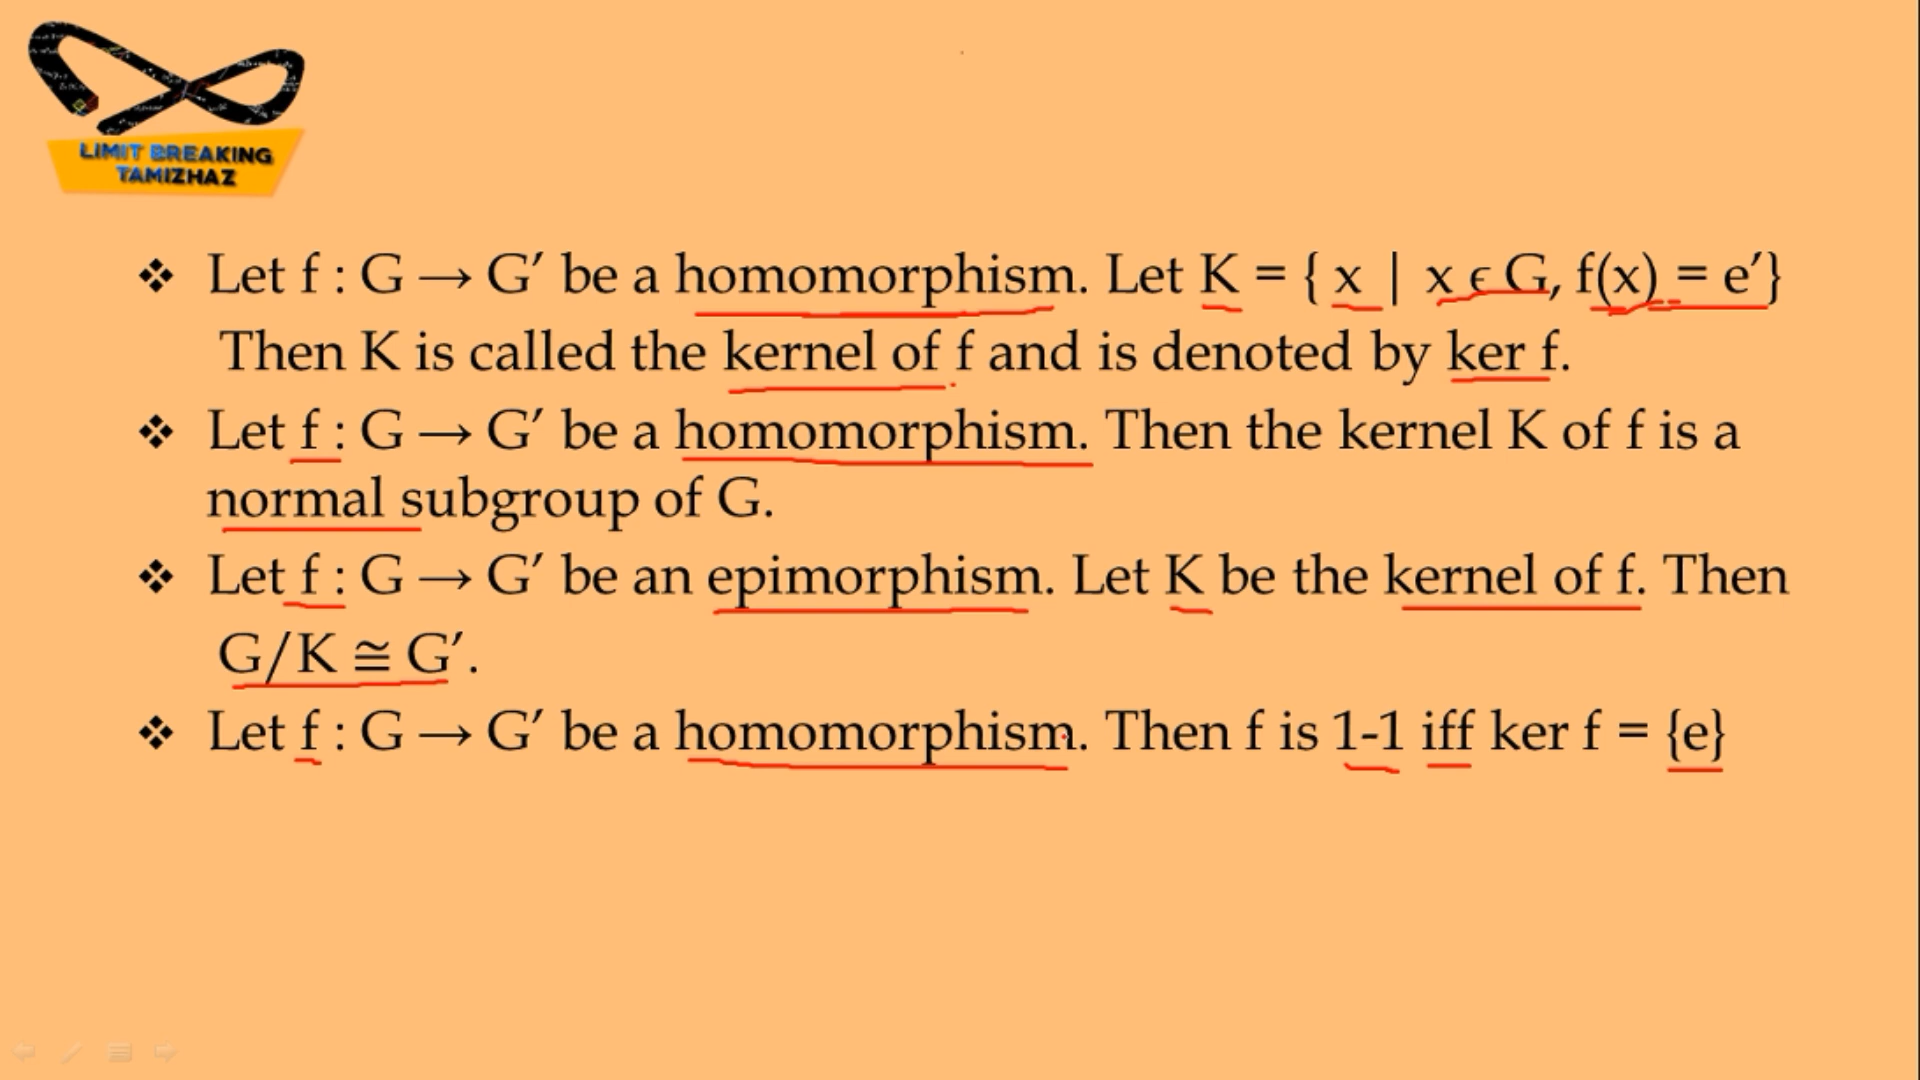 LIMIT BREAKING
TAMIZHAZ
❖ Let f : G → G′ be a homomorphism. Let K = { x | x ϵ G, f(x) = e′}
Then K is called the kernel of f and is denoted by ker f.
❖ Let f : G → G′ be a homomorphism. Then the kernel K of f is a
normal subgroup of G.
❖ Let f : G → G′ be an epimorphism. Let K be the kernel of f. Then
G/K ≅ G′.
❖ Let f : G → G′ be a homomorphism. Then f is 1-1 iff ker f = {e}